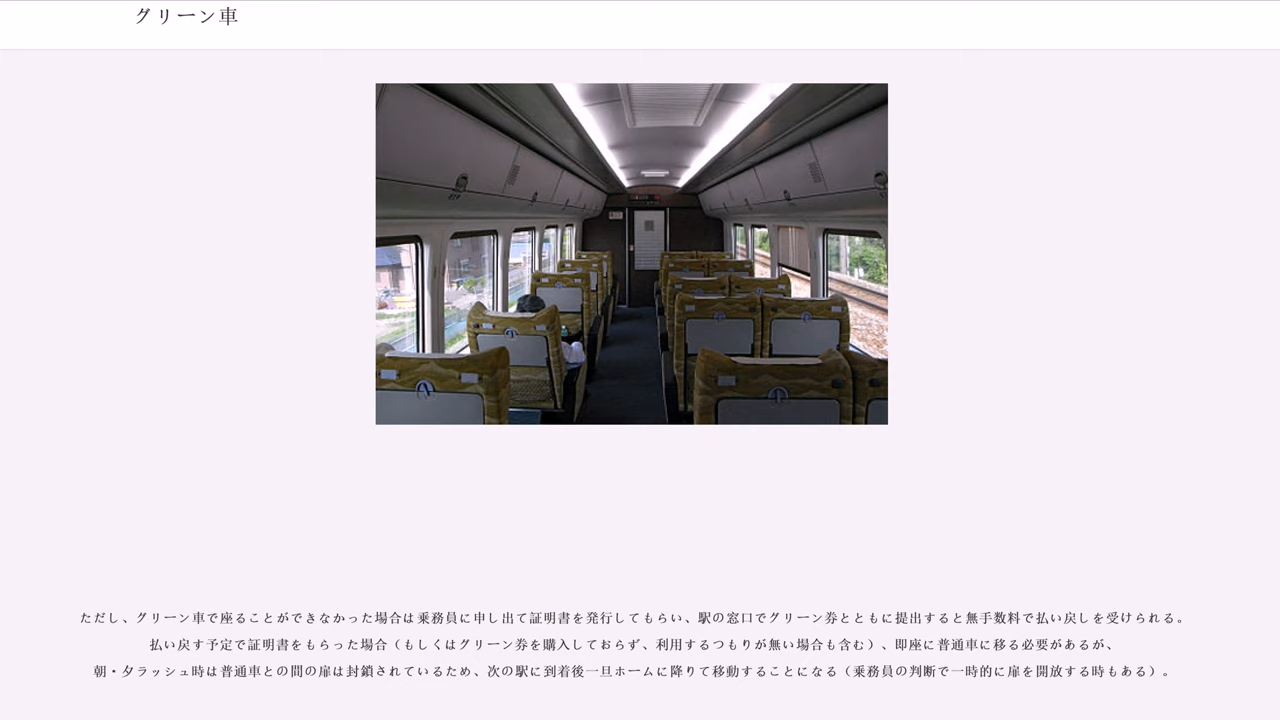 グリーン車
ただし、グリーン車で座ることができなかった場合は乗務員に申し出て証明書を発行してもらい、駅の窓口でグリーン券とともに提出すると無手数料で払い戻しを受けられる。
払い戻す予定で証明書をもらった場合（もしくはグリーン券を購入しておらず、利用するつもりが無い場合も含む）、即座に普通車に移る必要があるが、
朝・夕ラッシュ時は普通車との間の扉は封鎖されているため、次の駅に到着後一旦ホームに降りて移動することになる（乗務員の判断で一時的に扉を開放する時もある）。